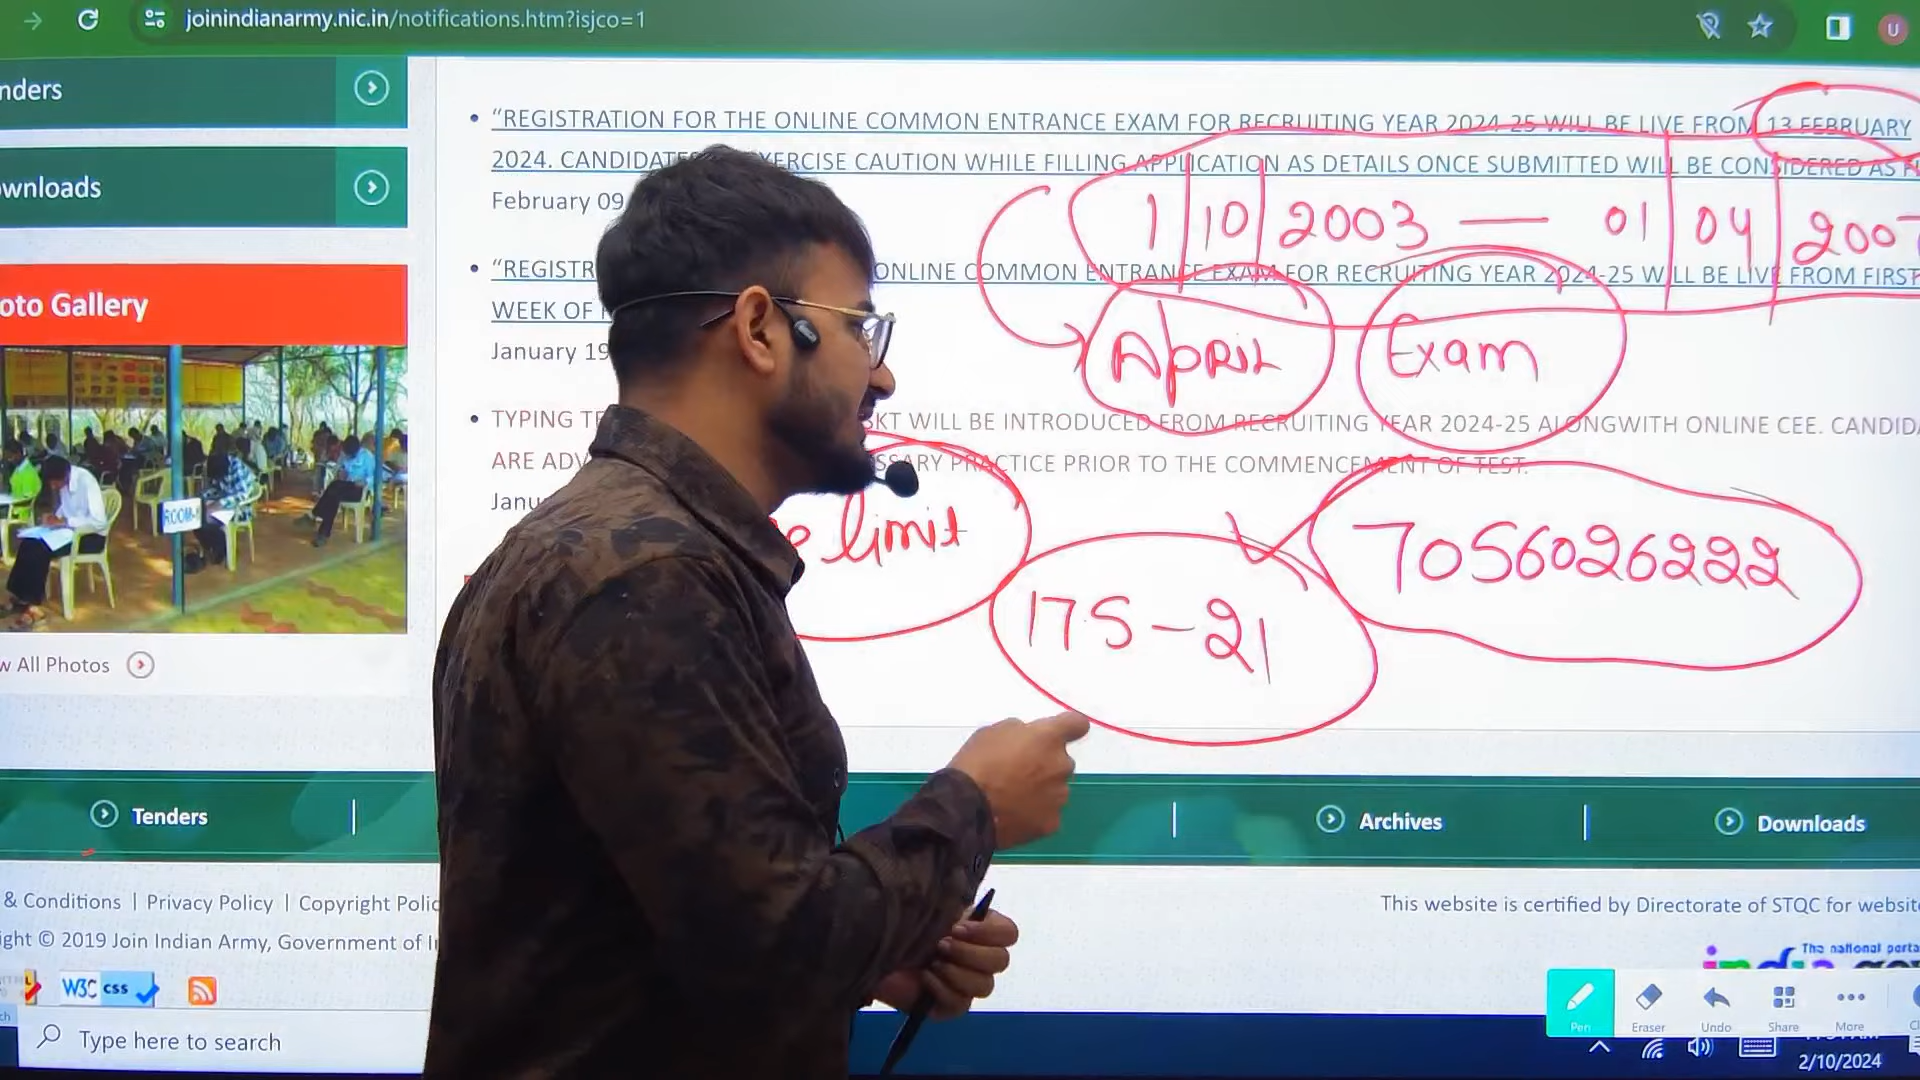 joinindianarmy.nic.in/notifications.htm?isjco=1
U
nders
wnloads
oto Gallery
ROOM
w All Photos
“REGISTRATION FOR THE ONLINE COMMON ENTRANCE EXAM FOR RECRUITING YEAR 2024-25 WILL BE LIVE FROM 13 FEBRUARY
2024. CANDIDATES EXERCISE CAUTION WHILE FILLING APPLICATION AS DETAILS ONCE SUBMITTED WILL BE CONSIDERED AS
February 09
1 | 10 | 2003 — 01 | 04 | 2007
“REGISTR ONLINE COMMON ENTRANCE EXAM FOR RECRUITING YEAR 2024-25 WILL BE LIVE FROM FIRST
WEEK OF
January 19
April Exam
TYPING TE SKT WILL BE INTRODUCED FROM RECRUITING YEAR 2024-25 ALONGWITH ONLINE CEE. CANDIDA
ARE ADV SSARY PRACTICE PRIOR TO THE COMMENCEMENT OF TEST.
Janu
limit
17.5 – 21
7056026222
Tenders | | Archives | Downloads
& Conditions | Privacy Policy | Copyright Polic
This website is certified by Directorate of STQC for website
ight © 2019 Join Indian Army, Government of I
The national porta
W3C css
Type here to search
Pen Eraser Undo Share More
2/10/2024